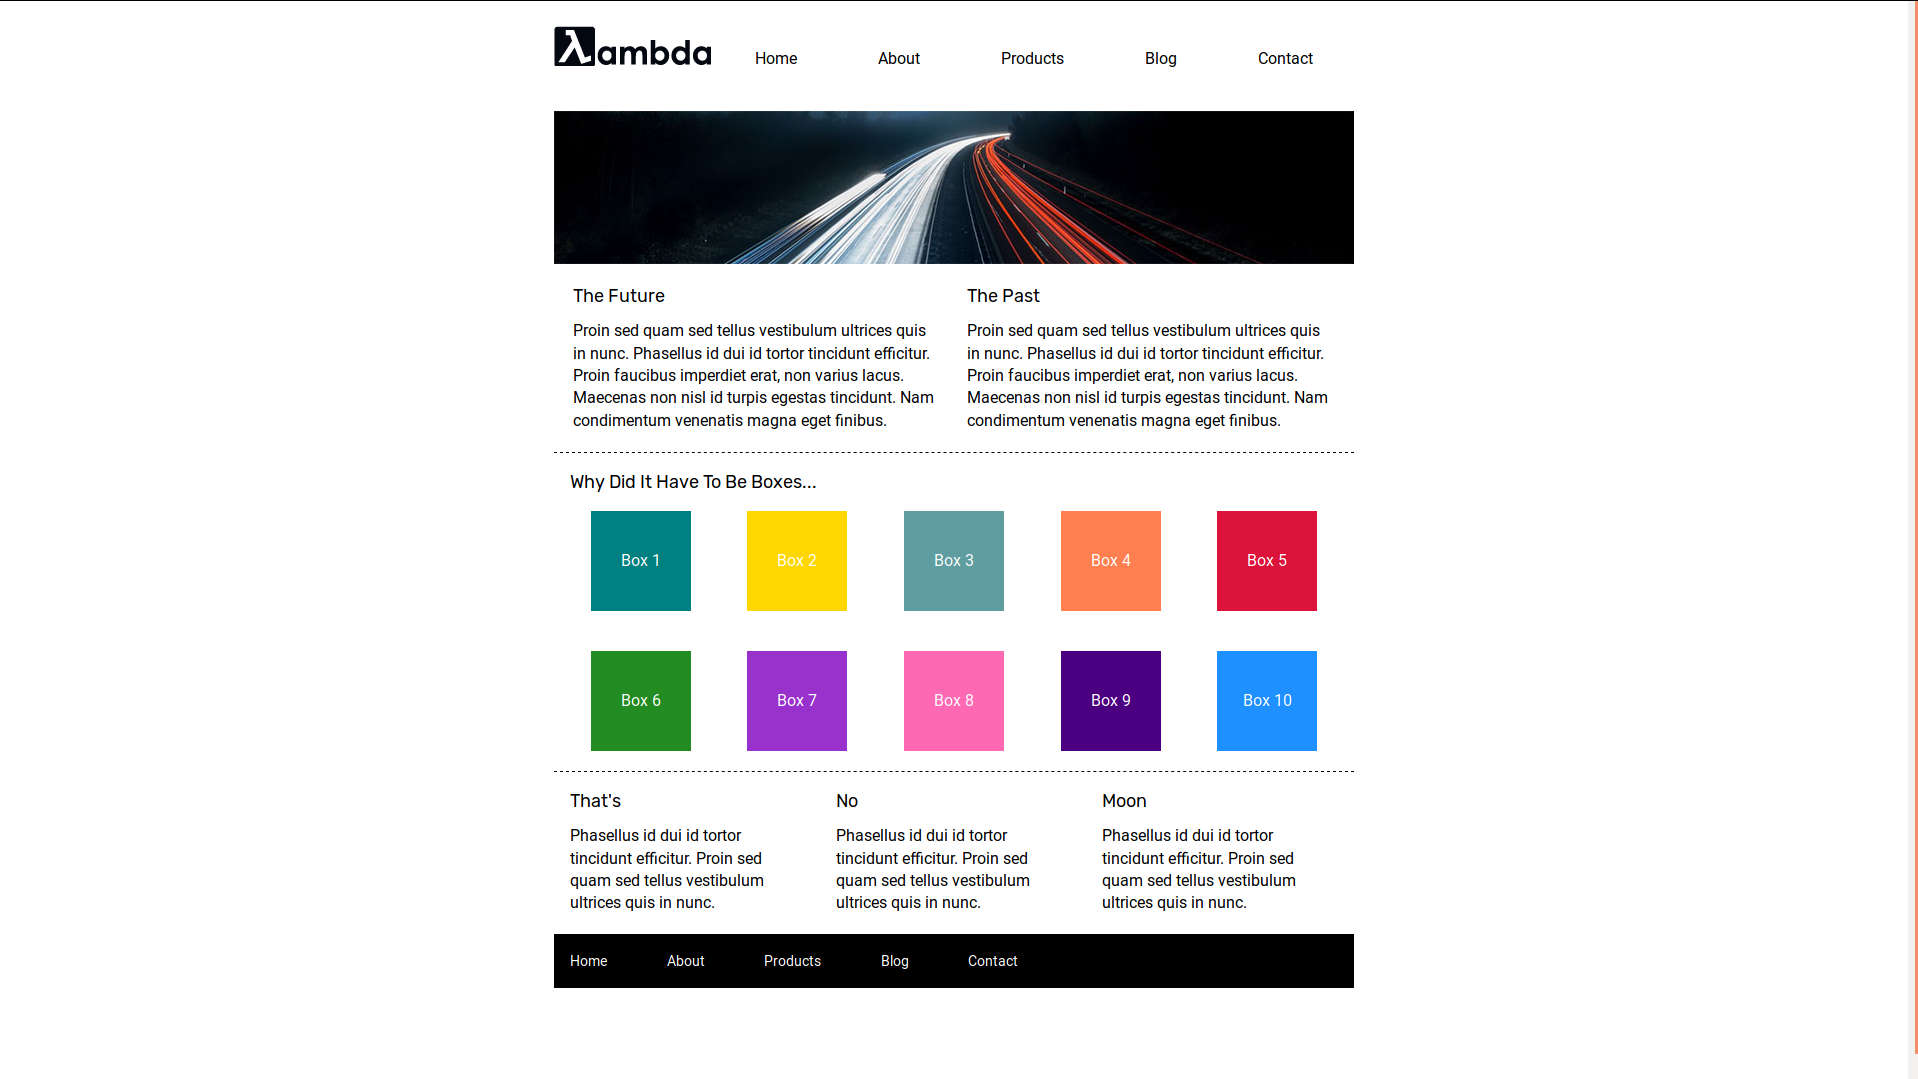 λambda
Home About Products Blog Contact
The Future
Proin sed quam sed tellus vestibulum ultrices quis
in nunc. Phasellus id dui id tortor tincidunt efficitur.
Proin faucibus imperdiet erat, non varius lacus.
Maecenas non nisl id turpis egestas tincidunt. Nam
condimentum venenatis magna eget finibus.
The Past
Proin sed quam sed tellus vestibulum ultrices quis
in nunc. Phasellus id dui id tortor tincidunt efficitur.
Proin faucibus imperdiet erat, non varius lacus.
Maecenas non nisl id turpis egestas tincidunt. Nam
condimentum venenatis magna eget finibus.
Why Did It Have To Be Boxes...
Box 1 Box 2 Box 3 Box 4 Box 5
Box 6 Box 7 Box 8 Box 9 Box 10
That's
Phasellus id dui id tortor
tincidunt efficitur. Proin sed
quam sed tellus vestibulum
ultrices quis in nunc.
No
Phasellus id dui id tortor
tincidunt efficitur. Proin sed
quam sed tellus vestibulum
ultrices quis in nunc.
Moon
Phasellus id dui id tortor
tincidunt efficitur. Proin sed
quam sed tellus vestibulum
ultrices quis in nunc.
Home About Products Blog Contact